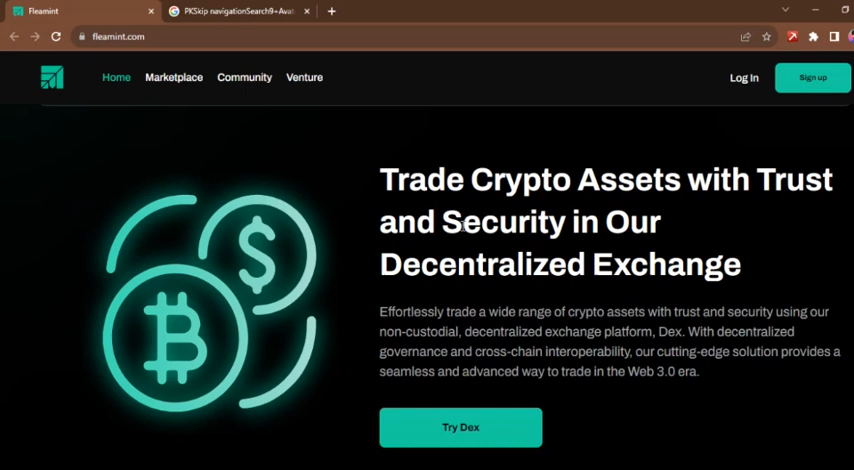 Fleamint
PKSkip navigationSearch9+Avat
fleamint.com
Home Marketplace Community Venture Log In Sign up
Trade Crypto Assets with Trust
and Security in Our
Decentralized Exchange
Effortlessly trade a wide range of crypto assets with trust and security using our
non-custodial, decentralized exchange platform, Dex. With decentralized
governance and cross-chain interoperability, our cutting-edge solution provides a
seamless and advanced way to trade in the Web 3.0 era.
Try Dex